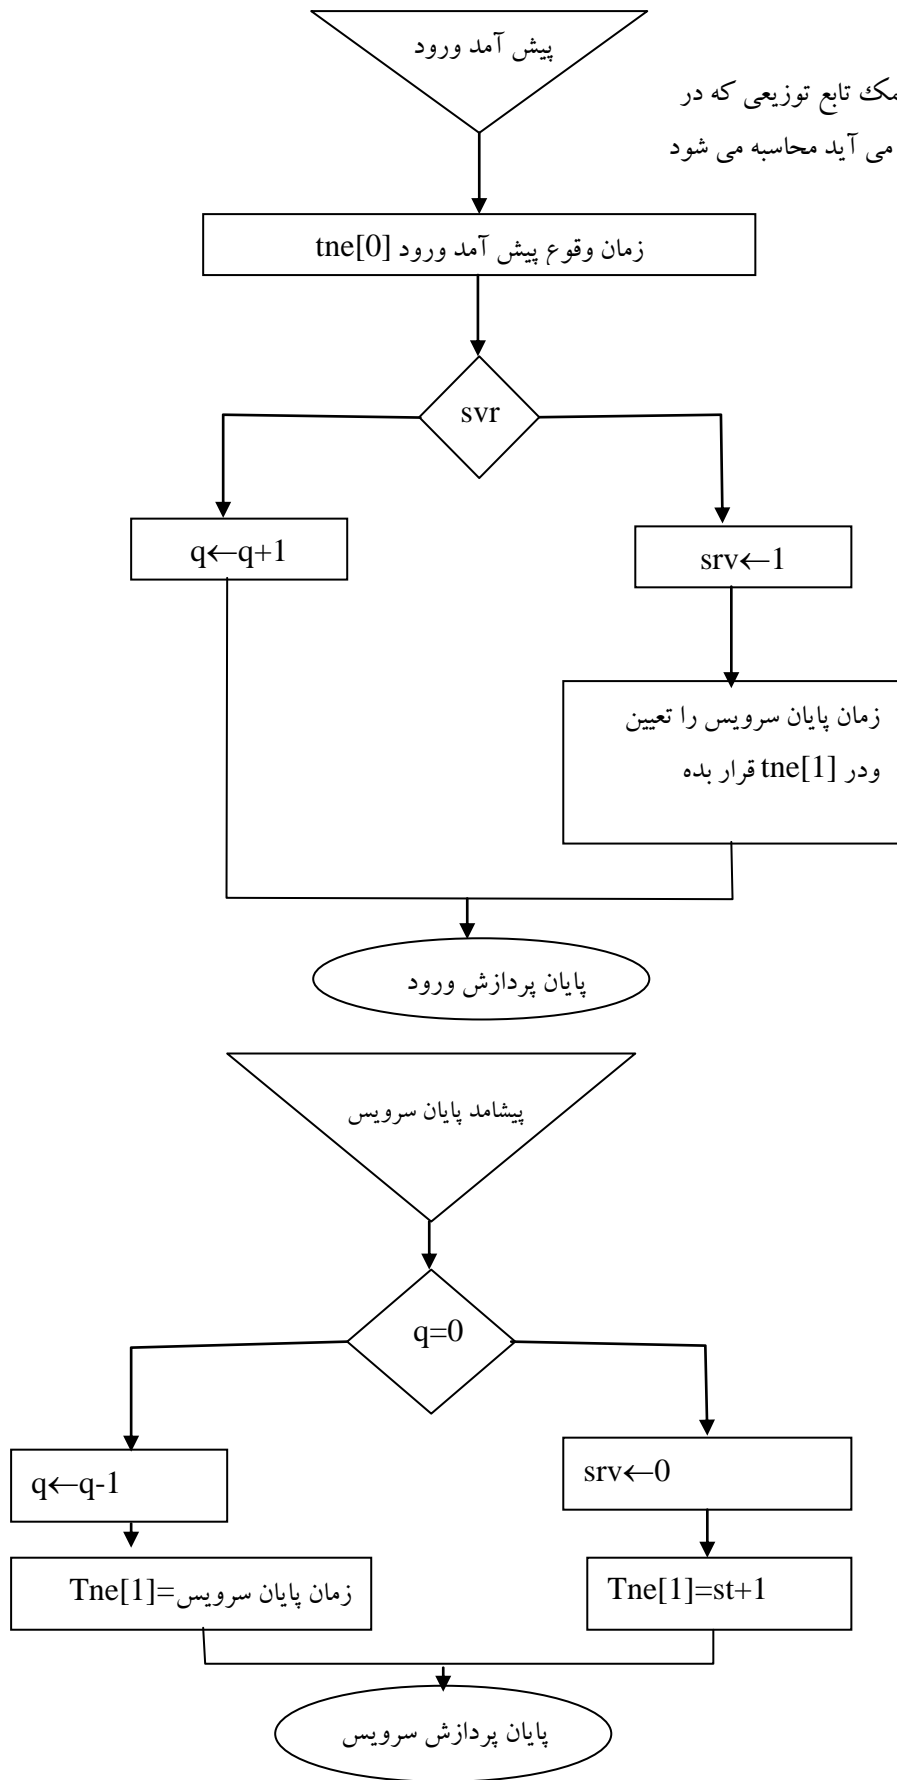 پیش آمد ورود
تابع توزیعی که در
می آید محاسبه می شود
زمان وقوع پیش آمد ورود tne[0]
svr
q←q+1
srv←1
زمان پایان سرویس را تعیین
ودر tne[1] قرار بده
پایان پردازش ورود
پیشامد پایان سرویس
q=0
q←q-1
srv←0
Tne[1]=زمان پایان سرویس
Tne[1]=st+1
پایان پردازش سرویس